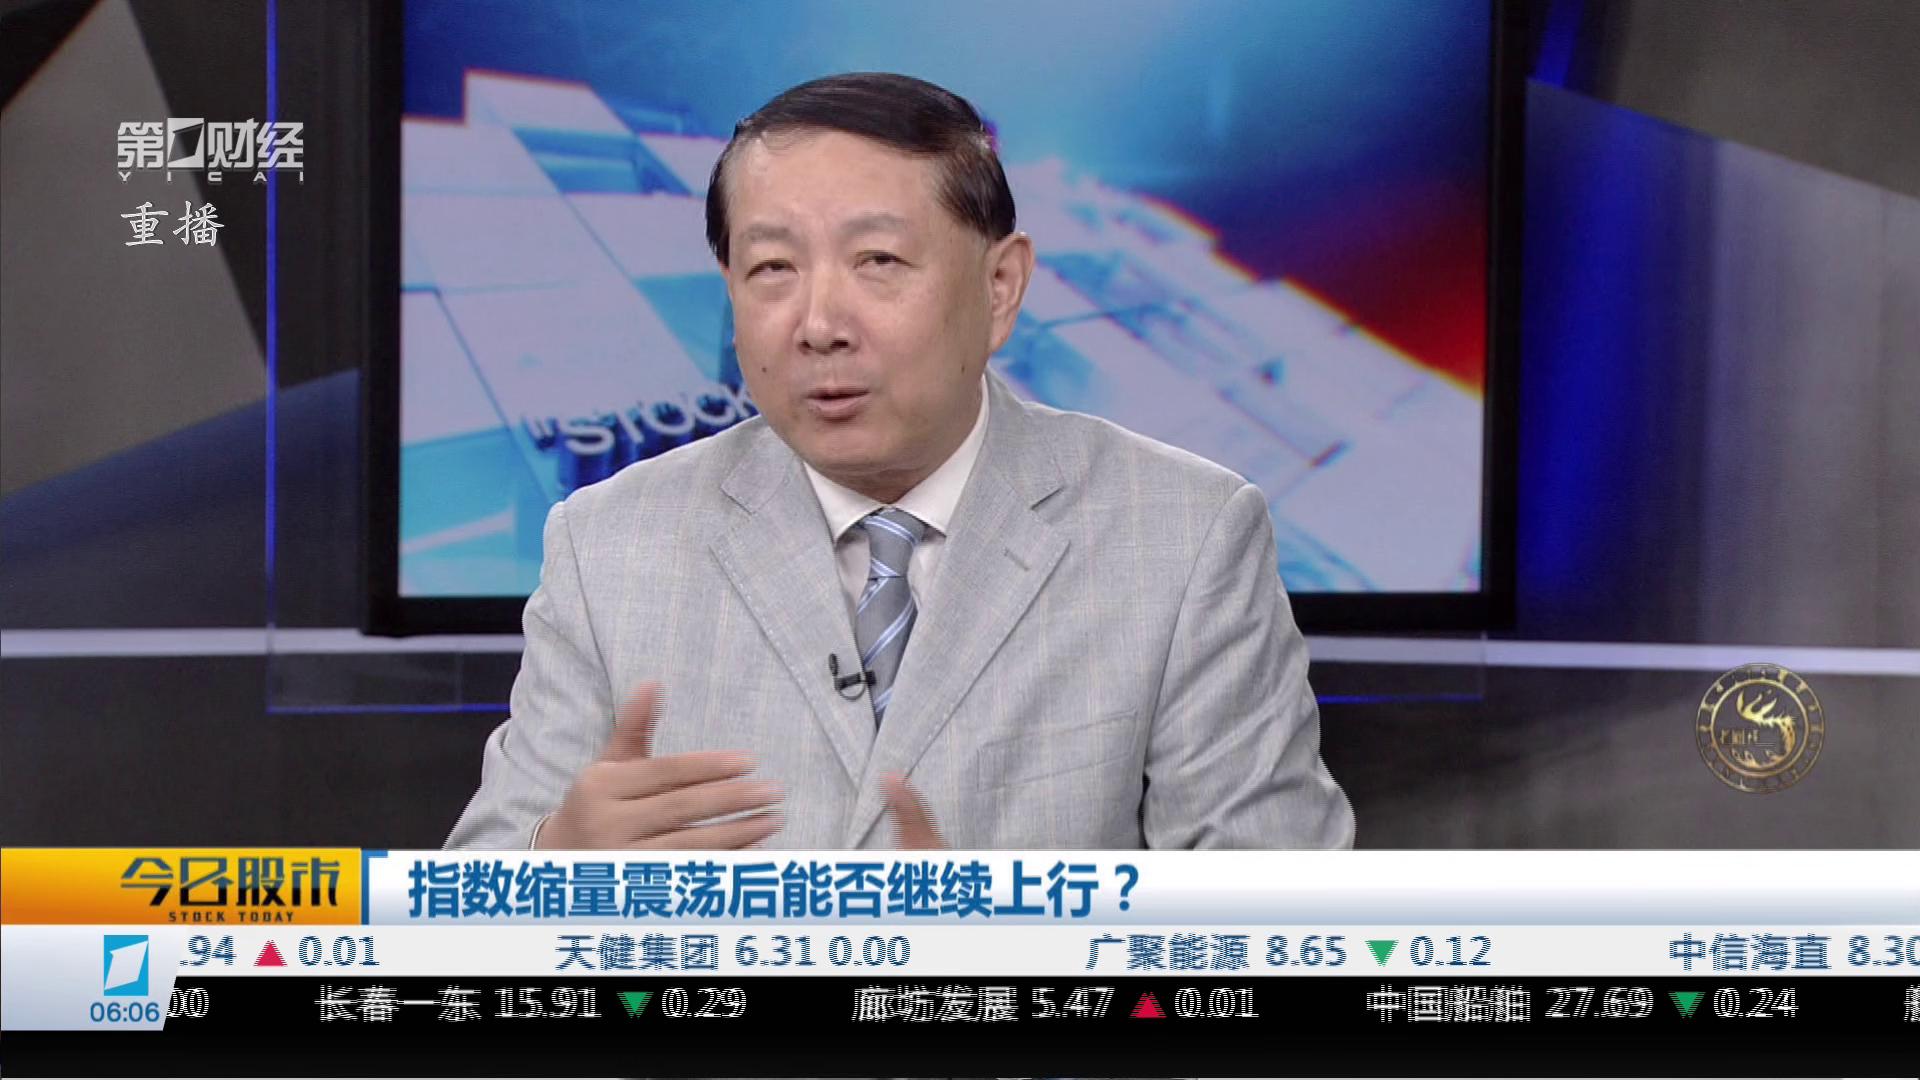 第一财经
YICAI
重播
"STOCK
今日股市
STOCK TODAY
指数缩量震荡后能否继续上行？
.94 ▲ 0.01 天健集团 6.31 0.00 广聚能源 8.65 ▼ 0.12 中信海直 8.30
06:06
00 长春一东 15.91 ▼ 0.29 廊坊发展 5.47 ▲ 0.01 中国船舶 27.69 ▼ 0.24